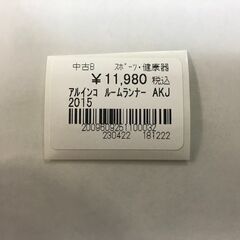 中古B スポーツ・健康器
¥11,980 税込
アルインコ ルームランナー AKJ
2015
2009609261100032
230422 181222